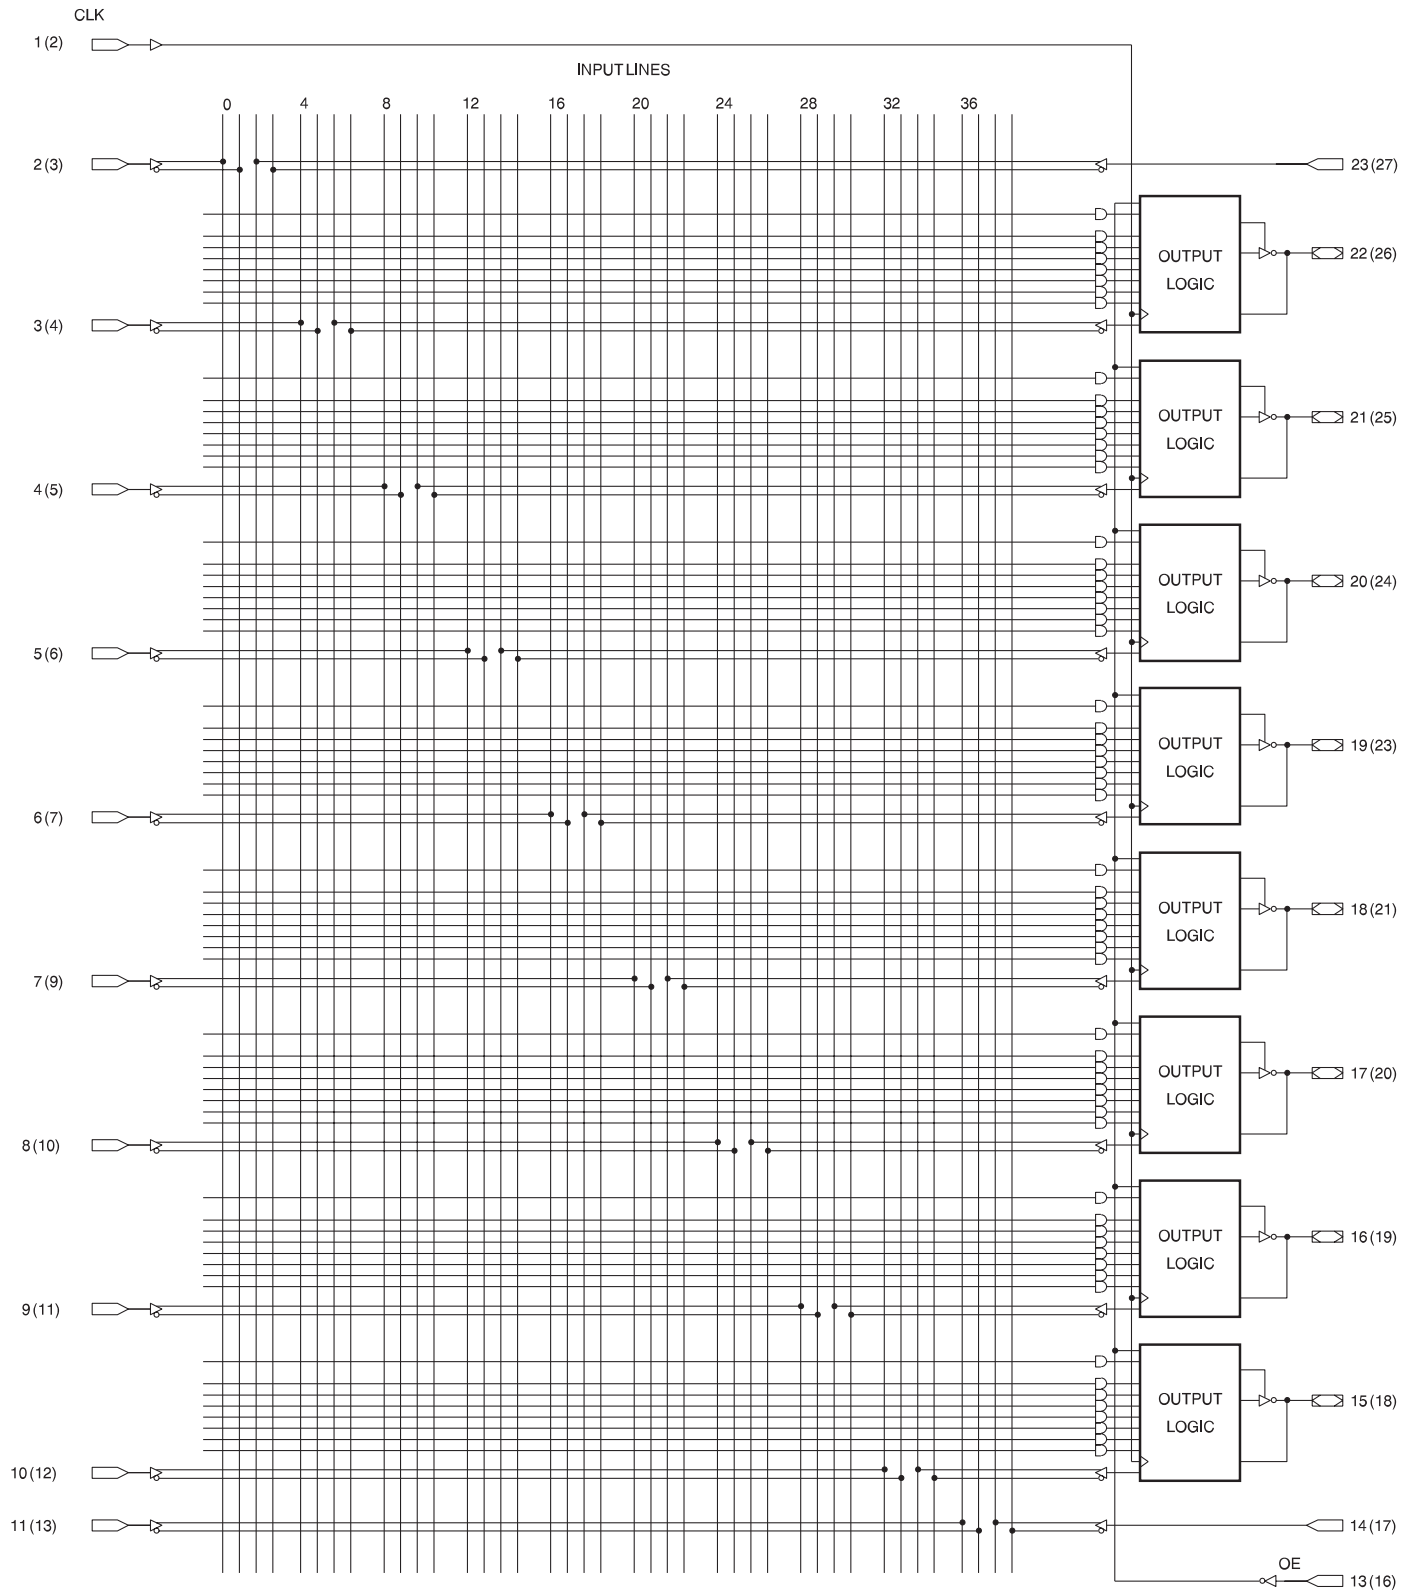 CLK
1(2)
INPUT LINES
0 4 8 12 16 20 24 28 32 36
2(3) 23(27)
OUTPUT
LOGIC
22(26)
3(4)
OUTPUT
LOGIC
21(25)
4(5)
OUTPUT
LOGIC
20(24)
5(6)
OUTPUT
LOGIC
19(23)
6(7)
OUTPUT
LOGIC
18(21)
7(9)
OUTPUT
LOGIC
17(20)
8(10)
OUTPUT
LOGIC
16(19)
9(11)
OUTPUT
LOGIC
15(18)
10(12)
11(13) 14(17)
OE
13(16)